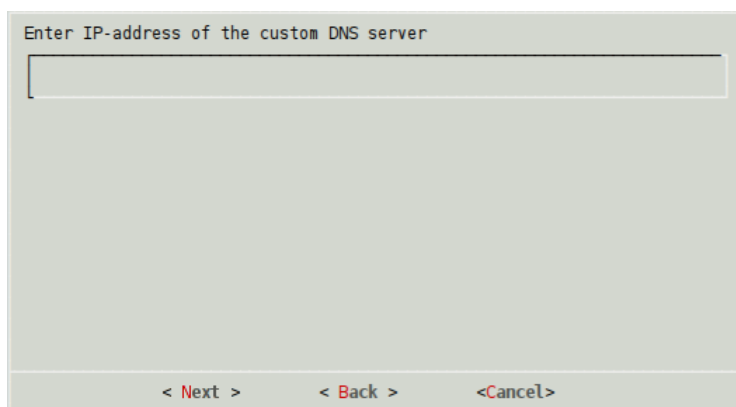 Enter IP-address of the custom DNS server
< Next > < Back > <Cancel>